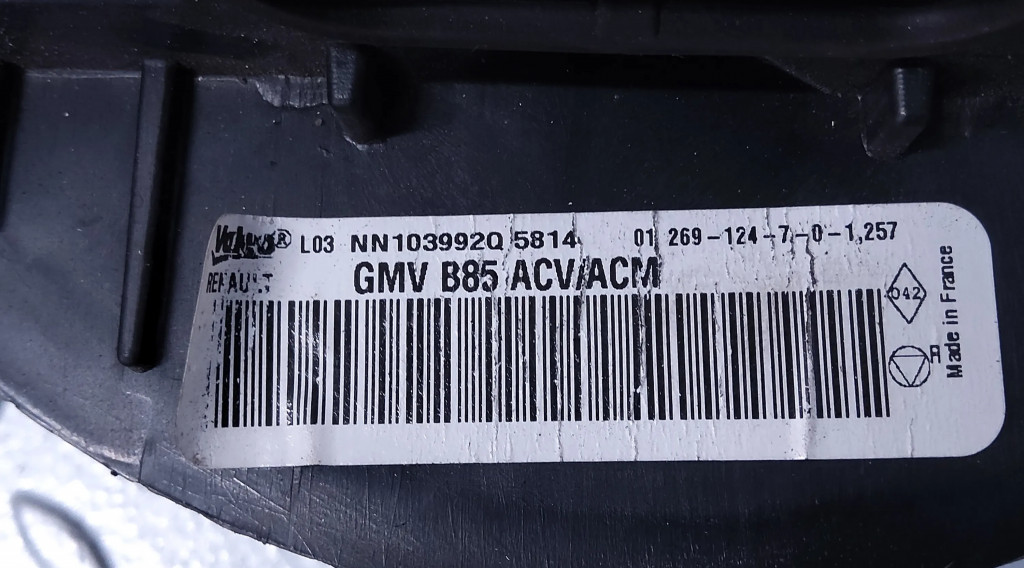 Valeo® L03 NN103992Q 5814 01 269-124-7-0-1,257
RENAULT GMV B85 ACV/ACM
042
R
Made in France